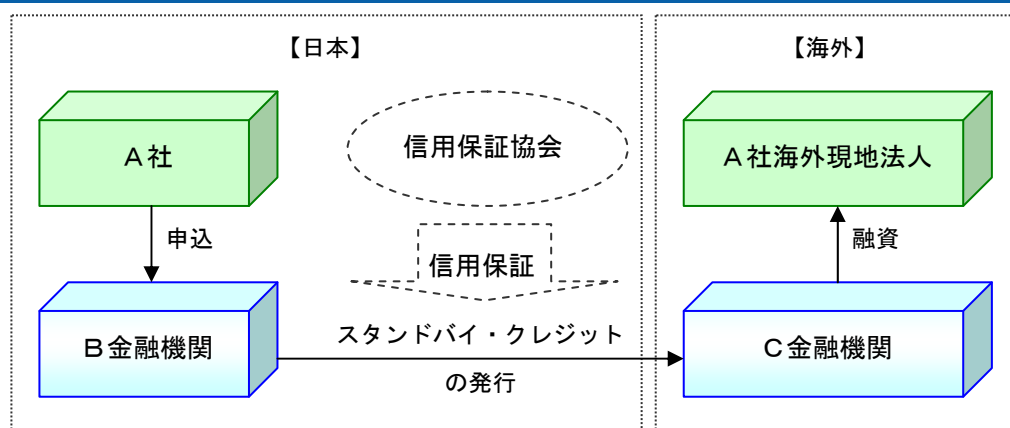 【日本】
【海外】
A社
信用保証協会
A社海外現地法人
申込
信用保証
融資
B金融機関
スタンドバイ・クレジット
の発行
C金融機関